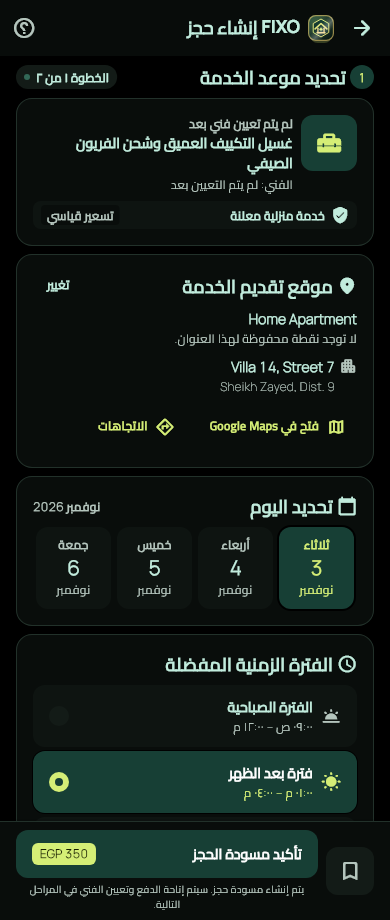 إنشاء حجز FIXO
1 تحديد موعد الخدمة
الخطوة ١ من ٢
لم يتم تعيين فني بعد
غسيل التكييف العميق وشحن الفريون
الصيفي
الفني: لم يتم التعيين بعد
خدمة منزلية معلنة
تسعير قياسي
موقع تقديم الخدمة
تغيير
Home Apartment
لا توجد نقطة محفوظة لهذا العنوان.
Villa 14, Street 7
Sheikh Zayed, Dist. 9
فتح في Google Maps
الاتجاهات
تحديد اليوم
نوفمبر 2026
ثلاثاء
3
نوفمبر
أربعاء
4
نوفمبر
خميس
5
نوفمبر
جمعة
6
نوفمبر
الفترة الزمنية المفضلة
الفترة الصباحية
٠٩:٠٠ ص – ١٢:٠٠ م
فترة بعد الظهر
٠١:٠٠ م – ٠٤:٠٠ م
تأكيد مسودة الحجز
EGP 350
يتم إنشاء مسودة حجز. سيتم إتاحة الدفع وتعيين الفني في المراحل
التالية.